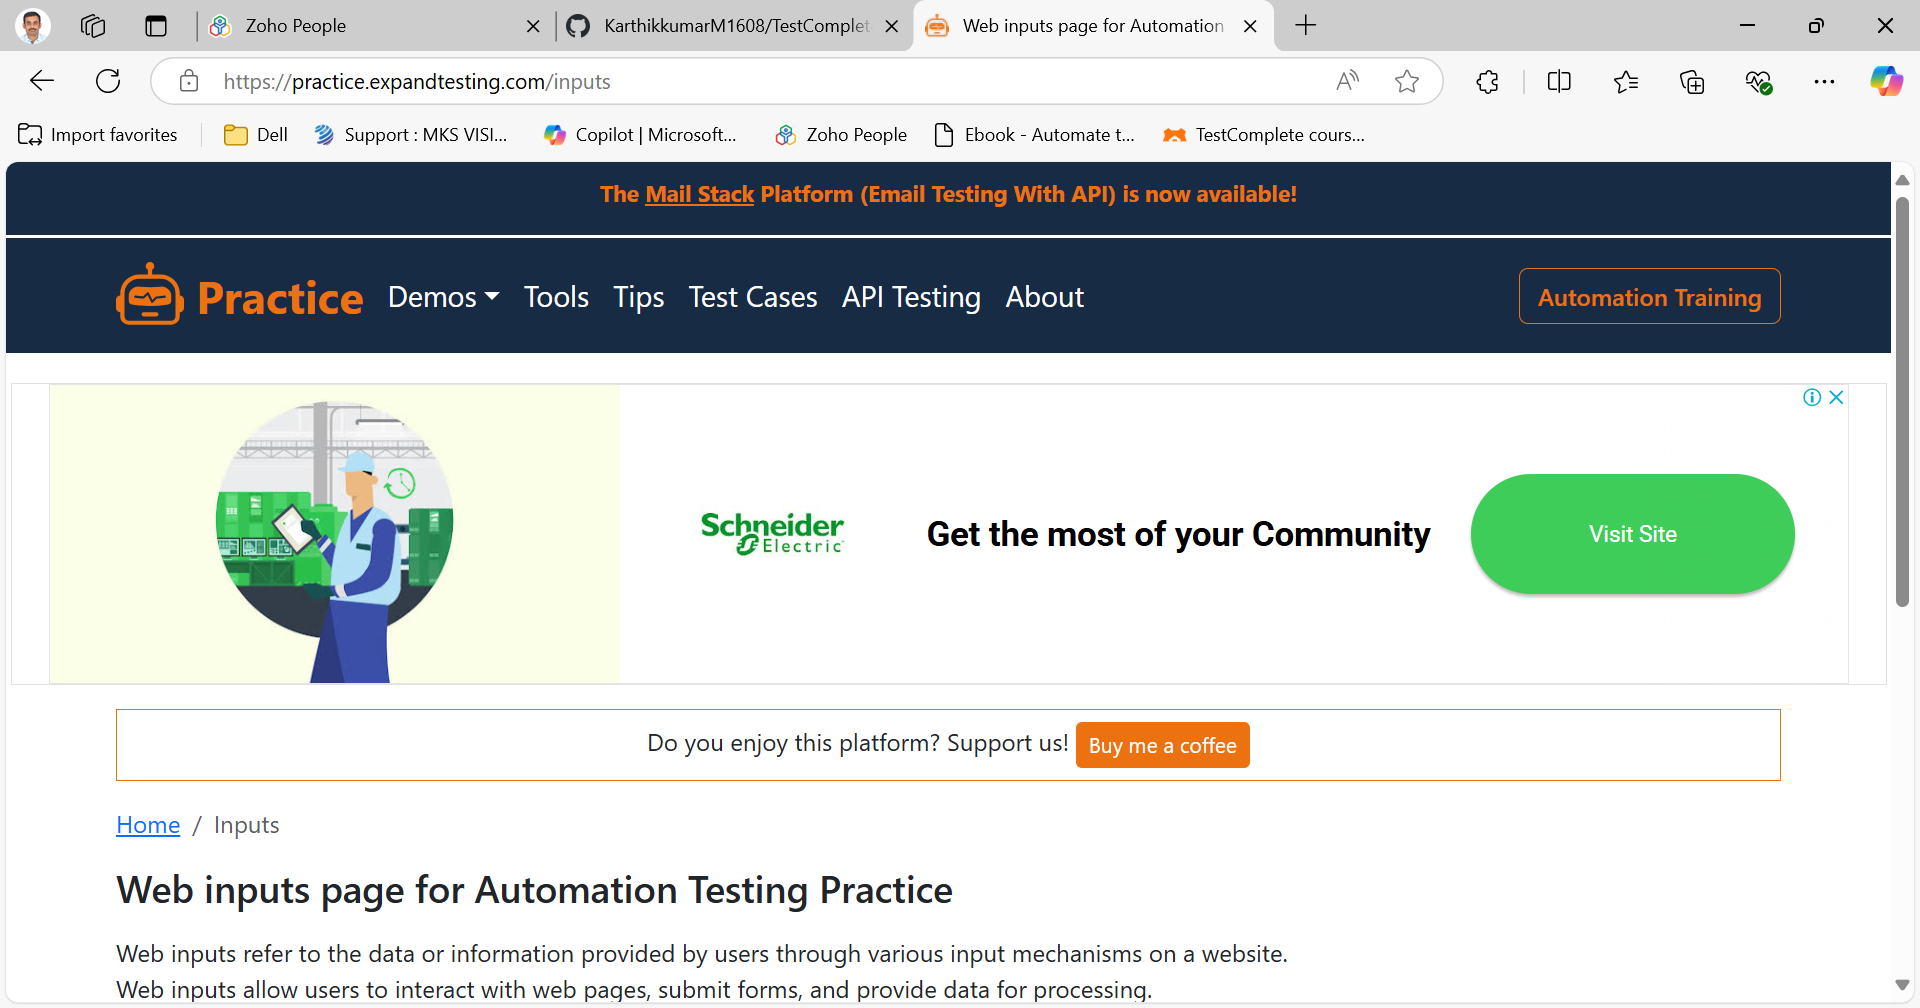 Zoho People
KarthikkumarM1608/TestComplet
Web inputs page for Automation
https://practice.expandtesting.com/inputs
Import favorites
Dell
Support : MKS VISI...
Copilot | Microsoft...
Zoho People
Ebook - Automate t...
TestComplete cours...
The Mail Stack Platform (Email Testing With API) is now available!
Practice
Demos
Tools
Tips
Test Cases
API Testing
About
Automation Training
Schneider
Electric
Get the most of your Community
Visit Site
Do you enjoy this platform? Support us!
Buy me a coffee
Home / Inputs
Web inputs page for Automation Testing Practice
Web inputs refer to the data or information provided by users through various input mechanisms on a website.
Web inputs allow users to interact with web pages, submit forms, and provide data for processing.